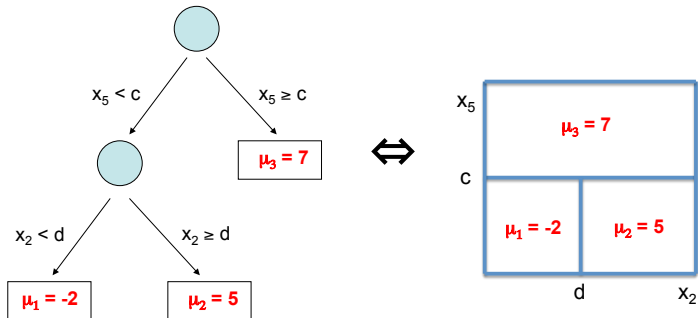 x5 < c
x5 ≥ c
μ3 = 7
x2 < d
x2 ≥ d
μ1 = -2
μ2 = 5
⇔
x5
μ3 = 7
c
μ1 = -2
μ2 = 5
d
x2